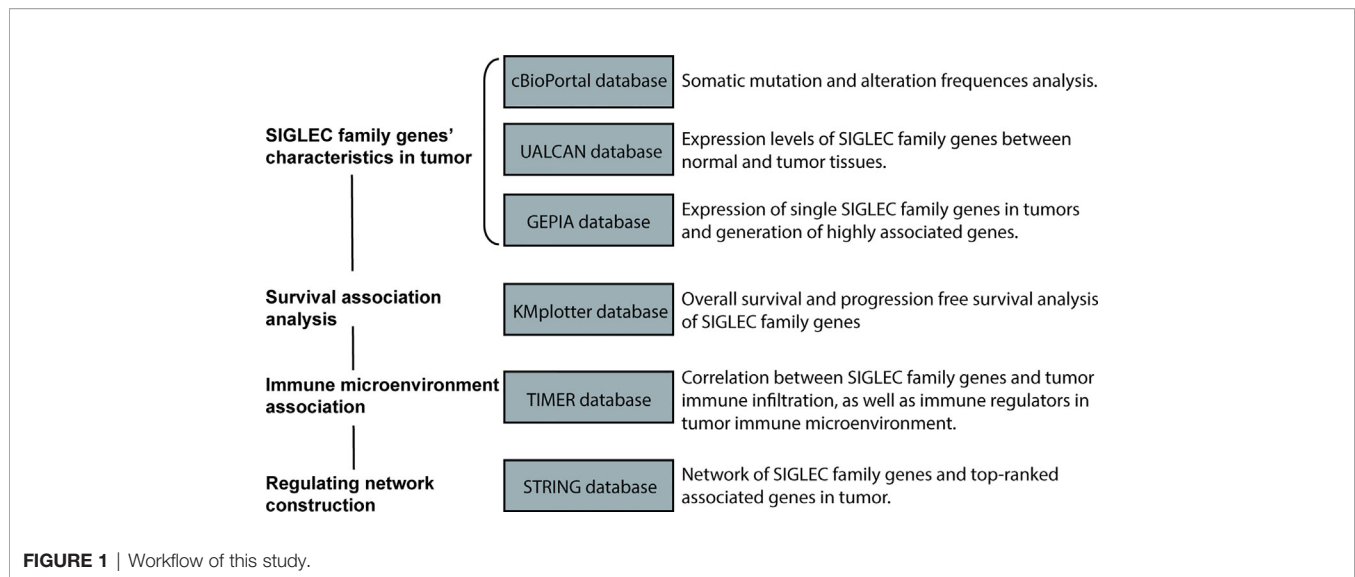 SIGLEC family genes’
characteristics in tumor
cBioPortal database
Somatic mutation and alteration frequences analysis.
UALCAN database
Expression levels of SIGLEC family genes between
normal and tumor tissues.
GEPIA database
Expression of single SIGLEC family genes in tumors
and generation of highly associated genes.
Survival association
analysis
KMplotter database
Overall survival and progression free survival analysis
of SIGLEC family genes
Immune microenvironment
association
TIMER database
Correlation between SIGLEC family genes and tumor
immune infiltration, as well as immune regulators in
tumor immune microenvironment.
Regulating network
construction
STRING database
Network of SIGLEC family genes and top-ranked
associated genes in tumor.
FIGURE 1 | Workflow of this study.